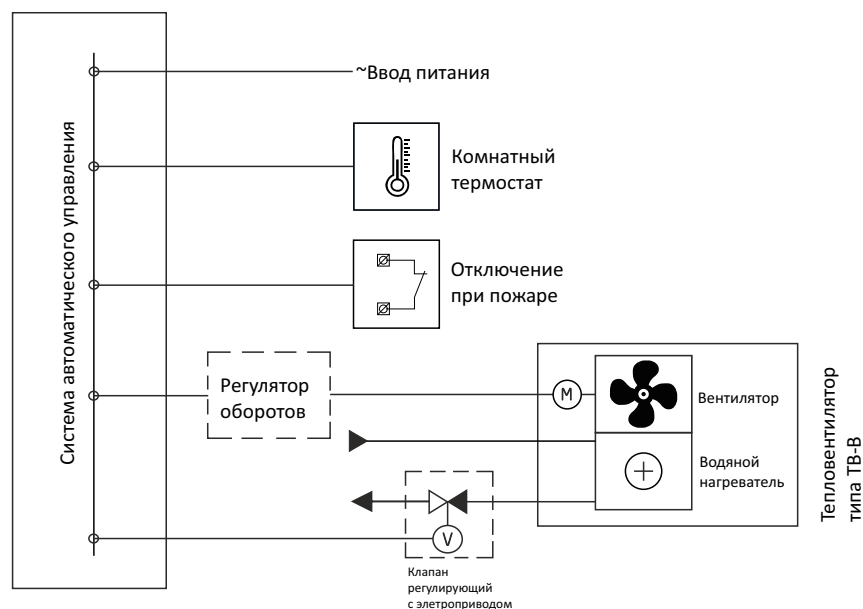 Система автоматического управления
~Ввод питания
Комнатный
термостат
Отключение
при пожаре
Регулятор
оборотов
M
Вентилятор
Водяной
нагреватель
Тепловентилятор
типа ТВ-В
V
Клапан
регулирующий
с элетроприводом